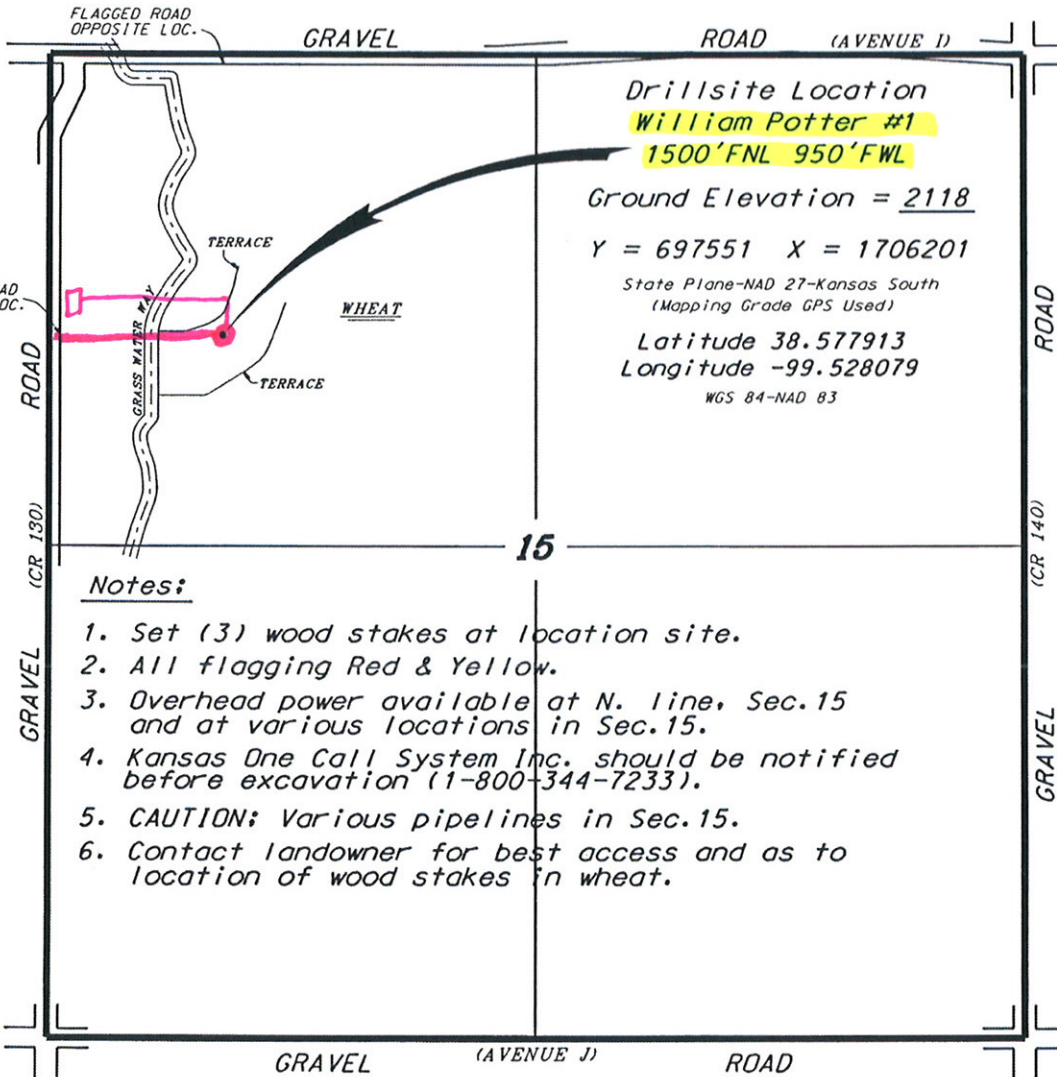 FLAGGED ROAD
OPPOSITE LOC.
GRAVEL ROAD (AVENUE I)
Drillsite Location
William Potter #1
1500'FNL 950'FWL
Ground Elevation = 2118
Y = 697551 X = 1706201
State Plane-NAD 27-Kansas South
(Mapping Grade GPS Used)
Latitude 38.577913
Longitude -99.528079
WGS 84-NAD 83
TERRACE
WHEAT
TERRACE
GRASS WATER WAY
LOC.
GRAVEL (CR 130) ROAD
GRAVEL (CR 140) ROAD
15
Notes:
1. Set (3) wood stakes at location site.
2. All flagging Red & Yellow.
3. Overhead power available at N. line, Sec.15
and at various locations in Sec.15.
4. Kansas One Call System Inc. should be notified
before excavation (1-800-344-7233).
5. CAUTION: Various pipelines in Sec.15.
6. Contact landowner for best access and as to
location of wood stakes in wheat.
GRAVEL (AVENUE J) ROAD